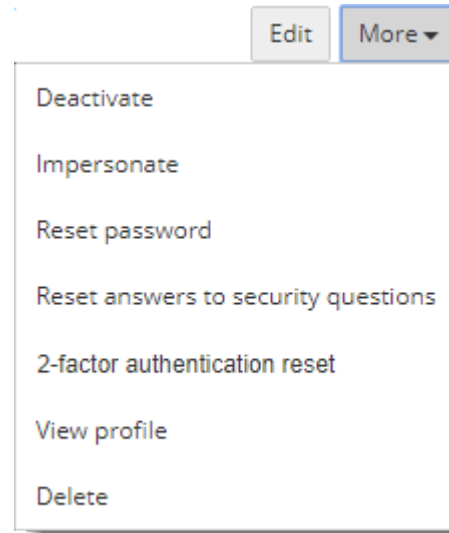 Edit More
Deactivate
Impersonate
Reset password
Reset answers to security questions
2-factor authentication reset
View profile
Delete